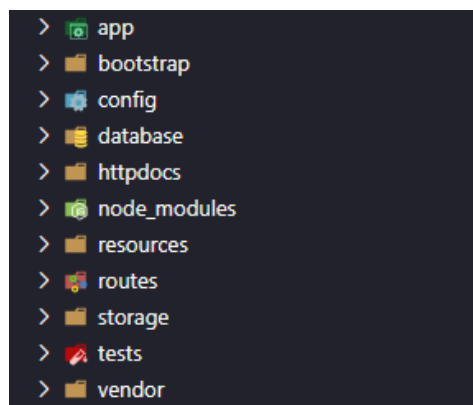 app
bootstrap
config
database
httpdocs
node_modules
resources
routes
storage
tests
vendor